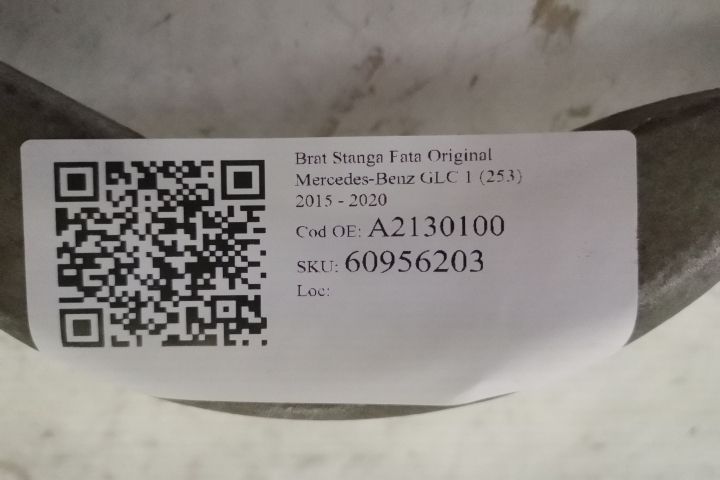 Brat Stanga Fata Original
Mercedes-Benz GLC 1 (253)
2015 - 2020
Cod OE: A2130100
SKU: 60956203
Loc: